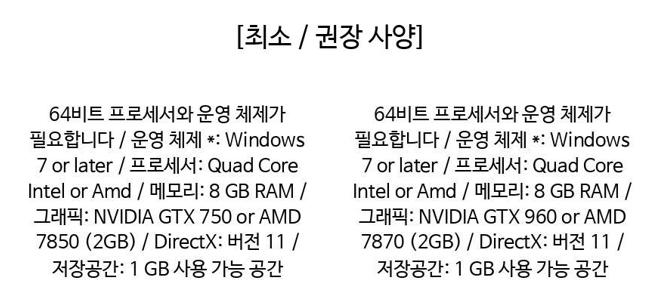 [최소 / 권장 사양]
64비트 프로세서와 운영 체제가
필요합니다 / 운영 체제 *: Windows
7 or later / 프로세서: Quad Core
Intel or Amd / 메모리: 8 GB RAM /
그래픽: NVIDIA GTX 750 or AMD
7850 (2GB) / DirectX: 버전 11 /
저장공간: 1 GB 사용 가능 공간
64비트 프로세서와 운영 체제가
필요합니다 / 운영 체제 *: Windows
7 or later / 프로세서: Quad Core
Intel or Amd / 메모리: 8 GB RAM /
그래픽: NVIDIA GTX 960 or AMD
7870 (2GB) / DirectX: 버전 11 /
저장공간: 1 GB 사용 가능 공간